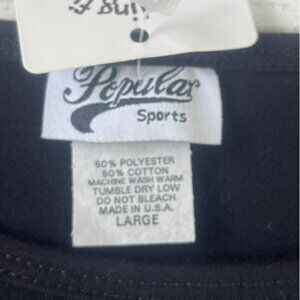 Popular
Sports
50% POLYESTER
50% COTTON
MACHINE WASH WARM
TUMBLE DRY LOW
DO NOT BLEACH
MADE IN U.S.A.
LARGE